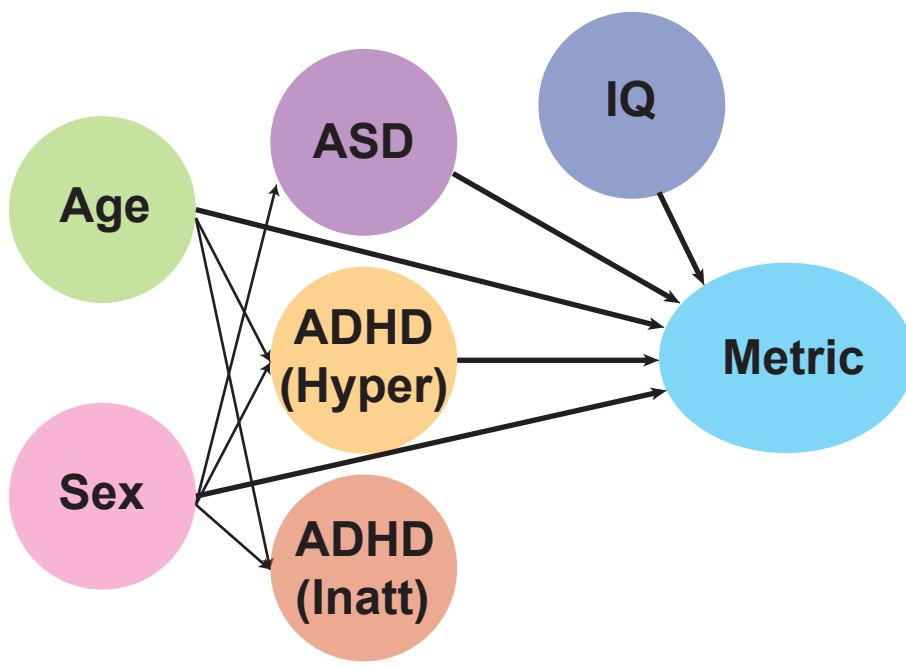 IQ
ASD
Age
ADHD
(Hyper)
Metric
Sex
ADHD
(Inatt)